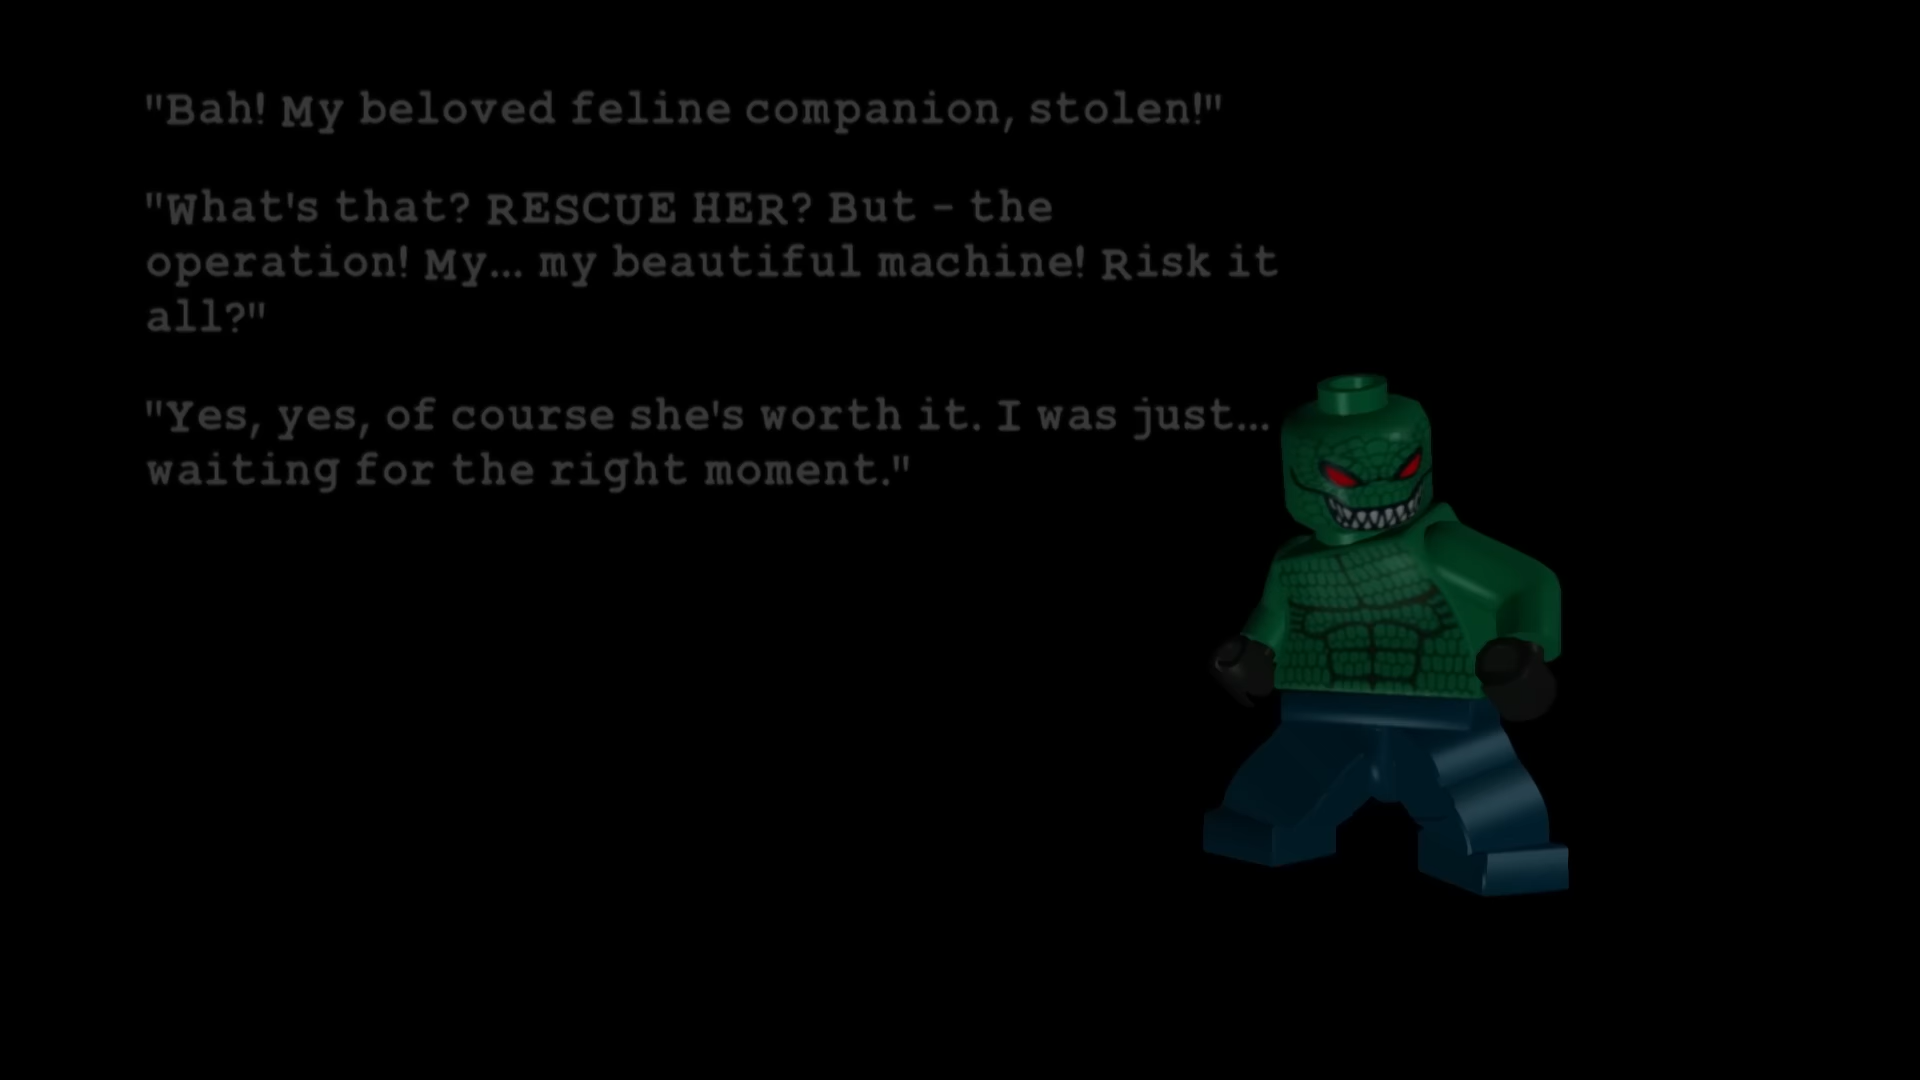 "Bah! My beloved feline companion, stolen!"
"What's that? RESCUE HER? But - the
operation! My... my beautiful machine! Risk it
all?"
"Yes, yes, of course she's worth it. I was just...
waiting for the right moment."